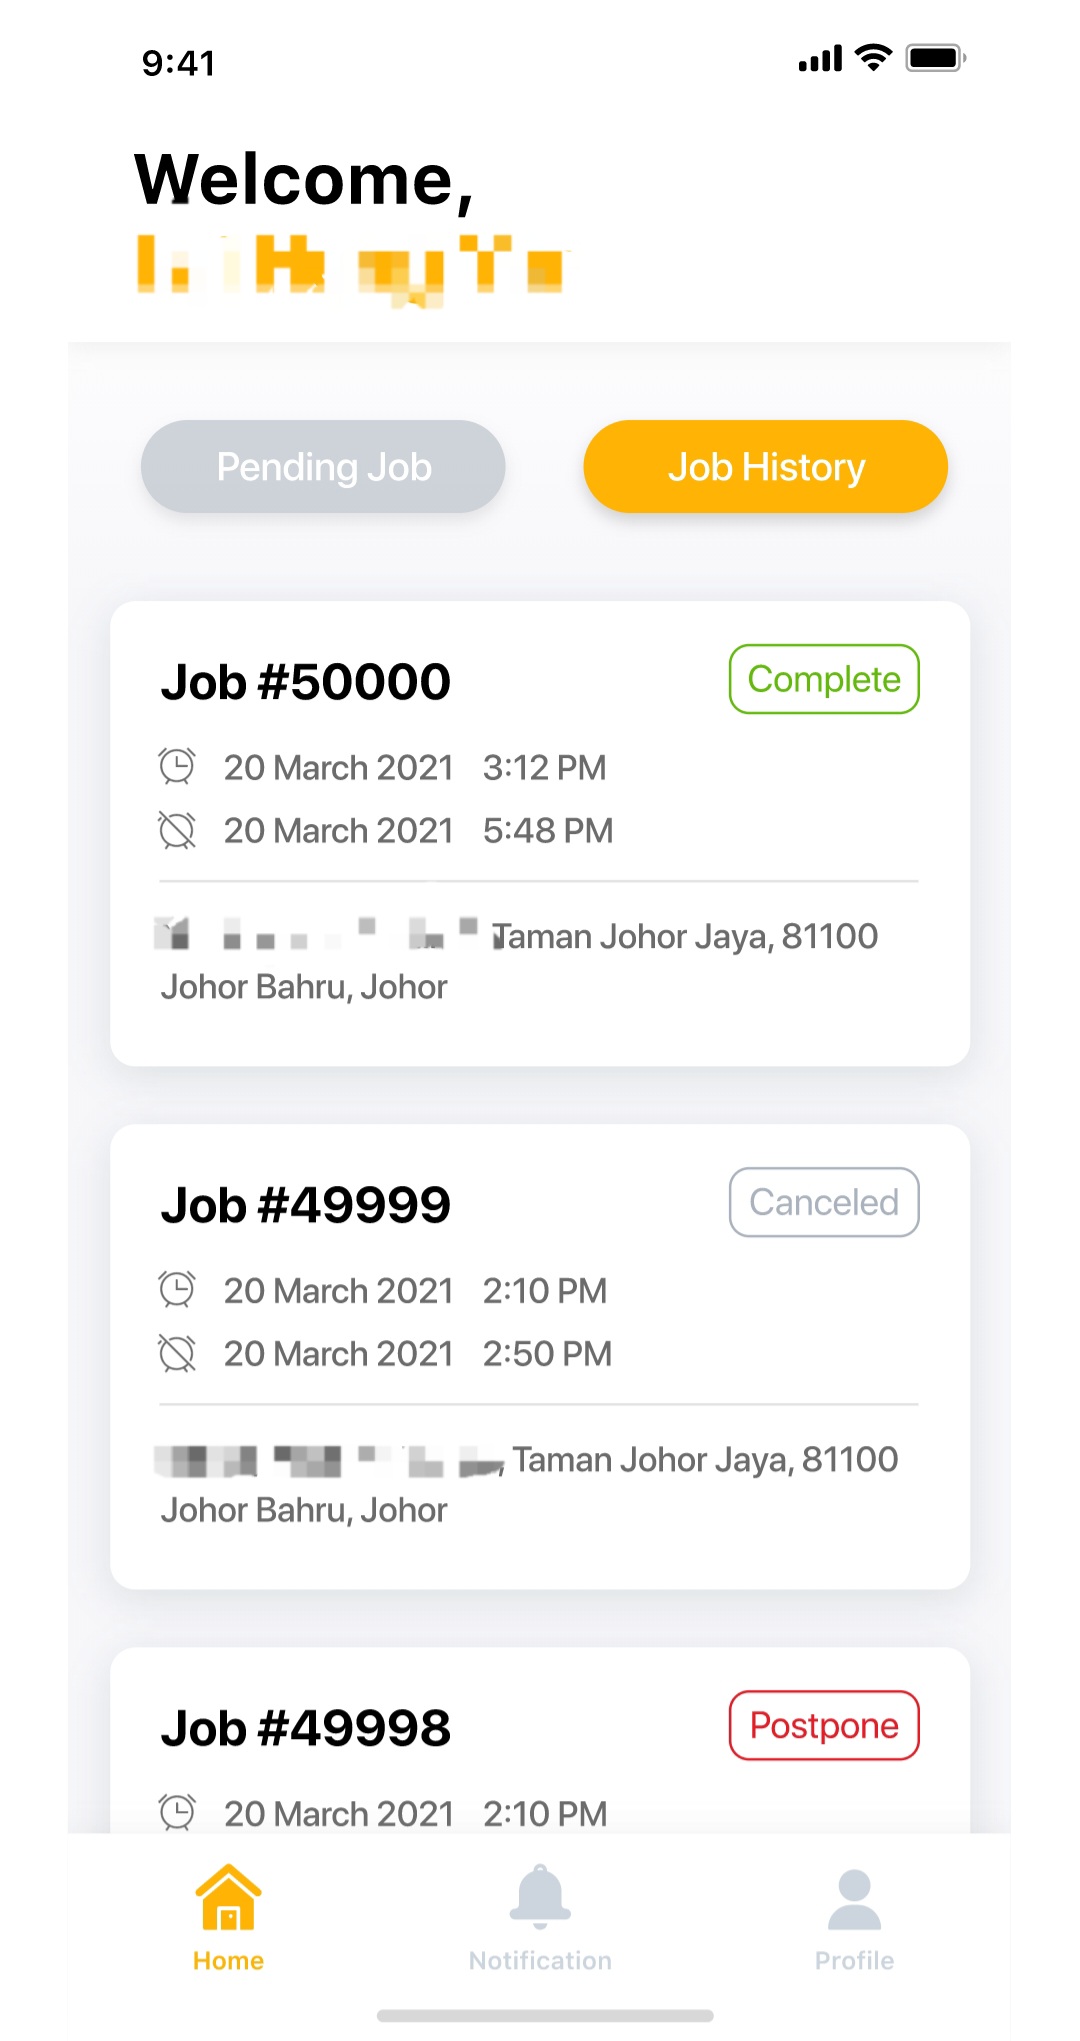 9:41
Welcome,
Pending Job
Job History
Job #50000
Complete
20 March 2021 3:12 PM
20 March 2021 5:48 PM
Taman Johor Jaya, 81100
Johor Bahru, Johor
Job #49999
Canceled
20 March 2021 2:10 PM
20 March 2021 2:50 PM
, Taman Johor Jaya, 81100
Johor Bahru, Johor
Job #49998
Postpone
20 March 2021 2:10 PM
Home
Notification
Profile